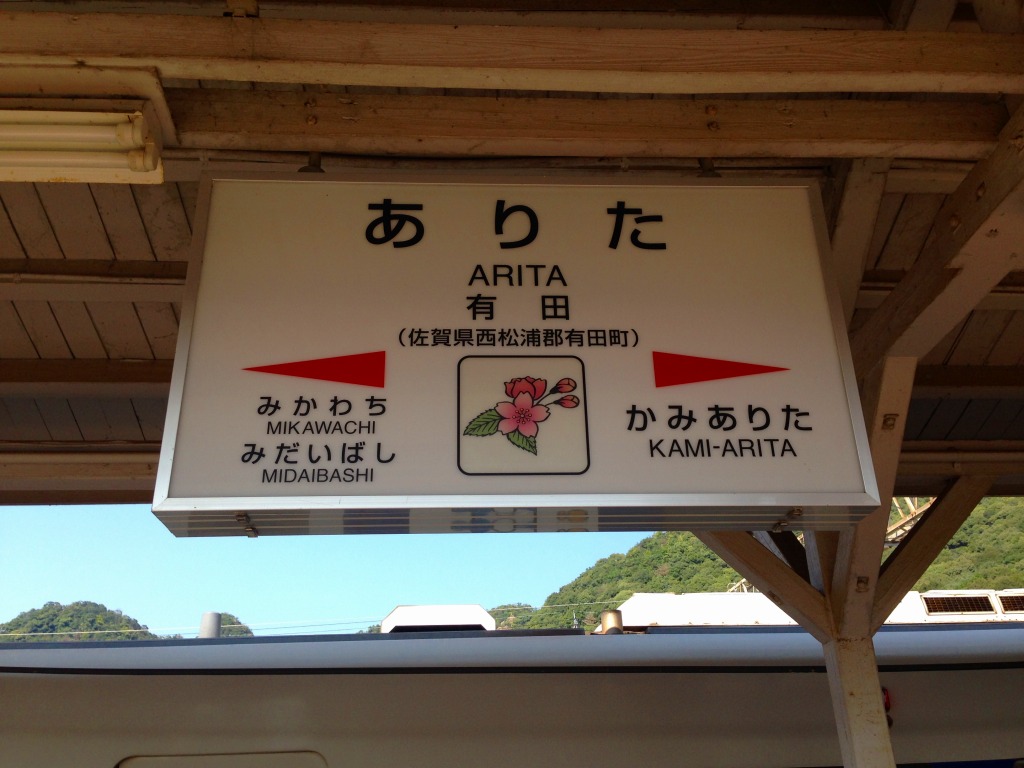 ありた
ARITA
有田
（佐賀県西松浦郡有田町）
みかわち
MIKAWACHI
みだいばし
MIDAIBASHI
かみありた
KAMI-ARITA